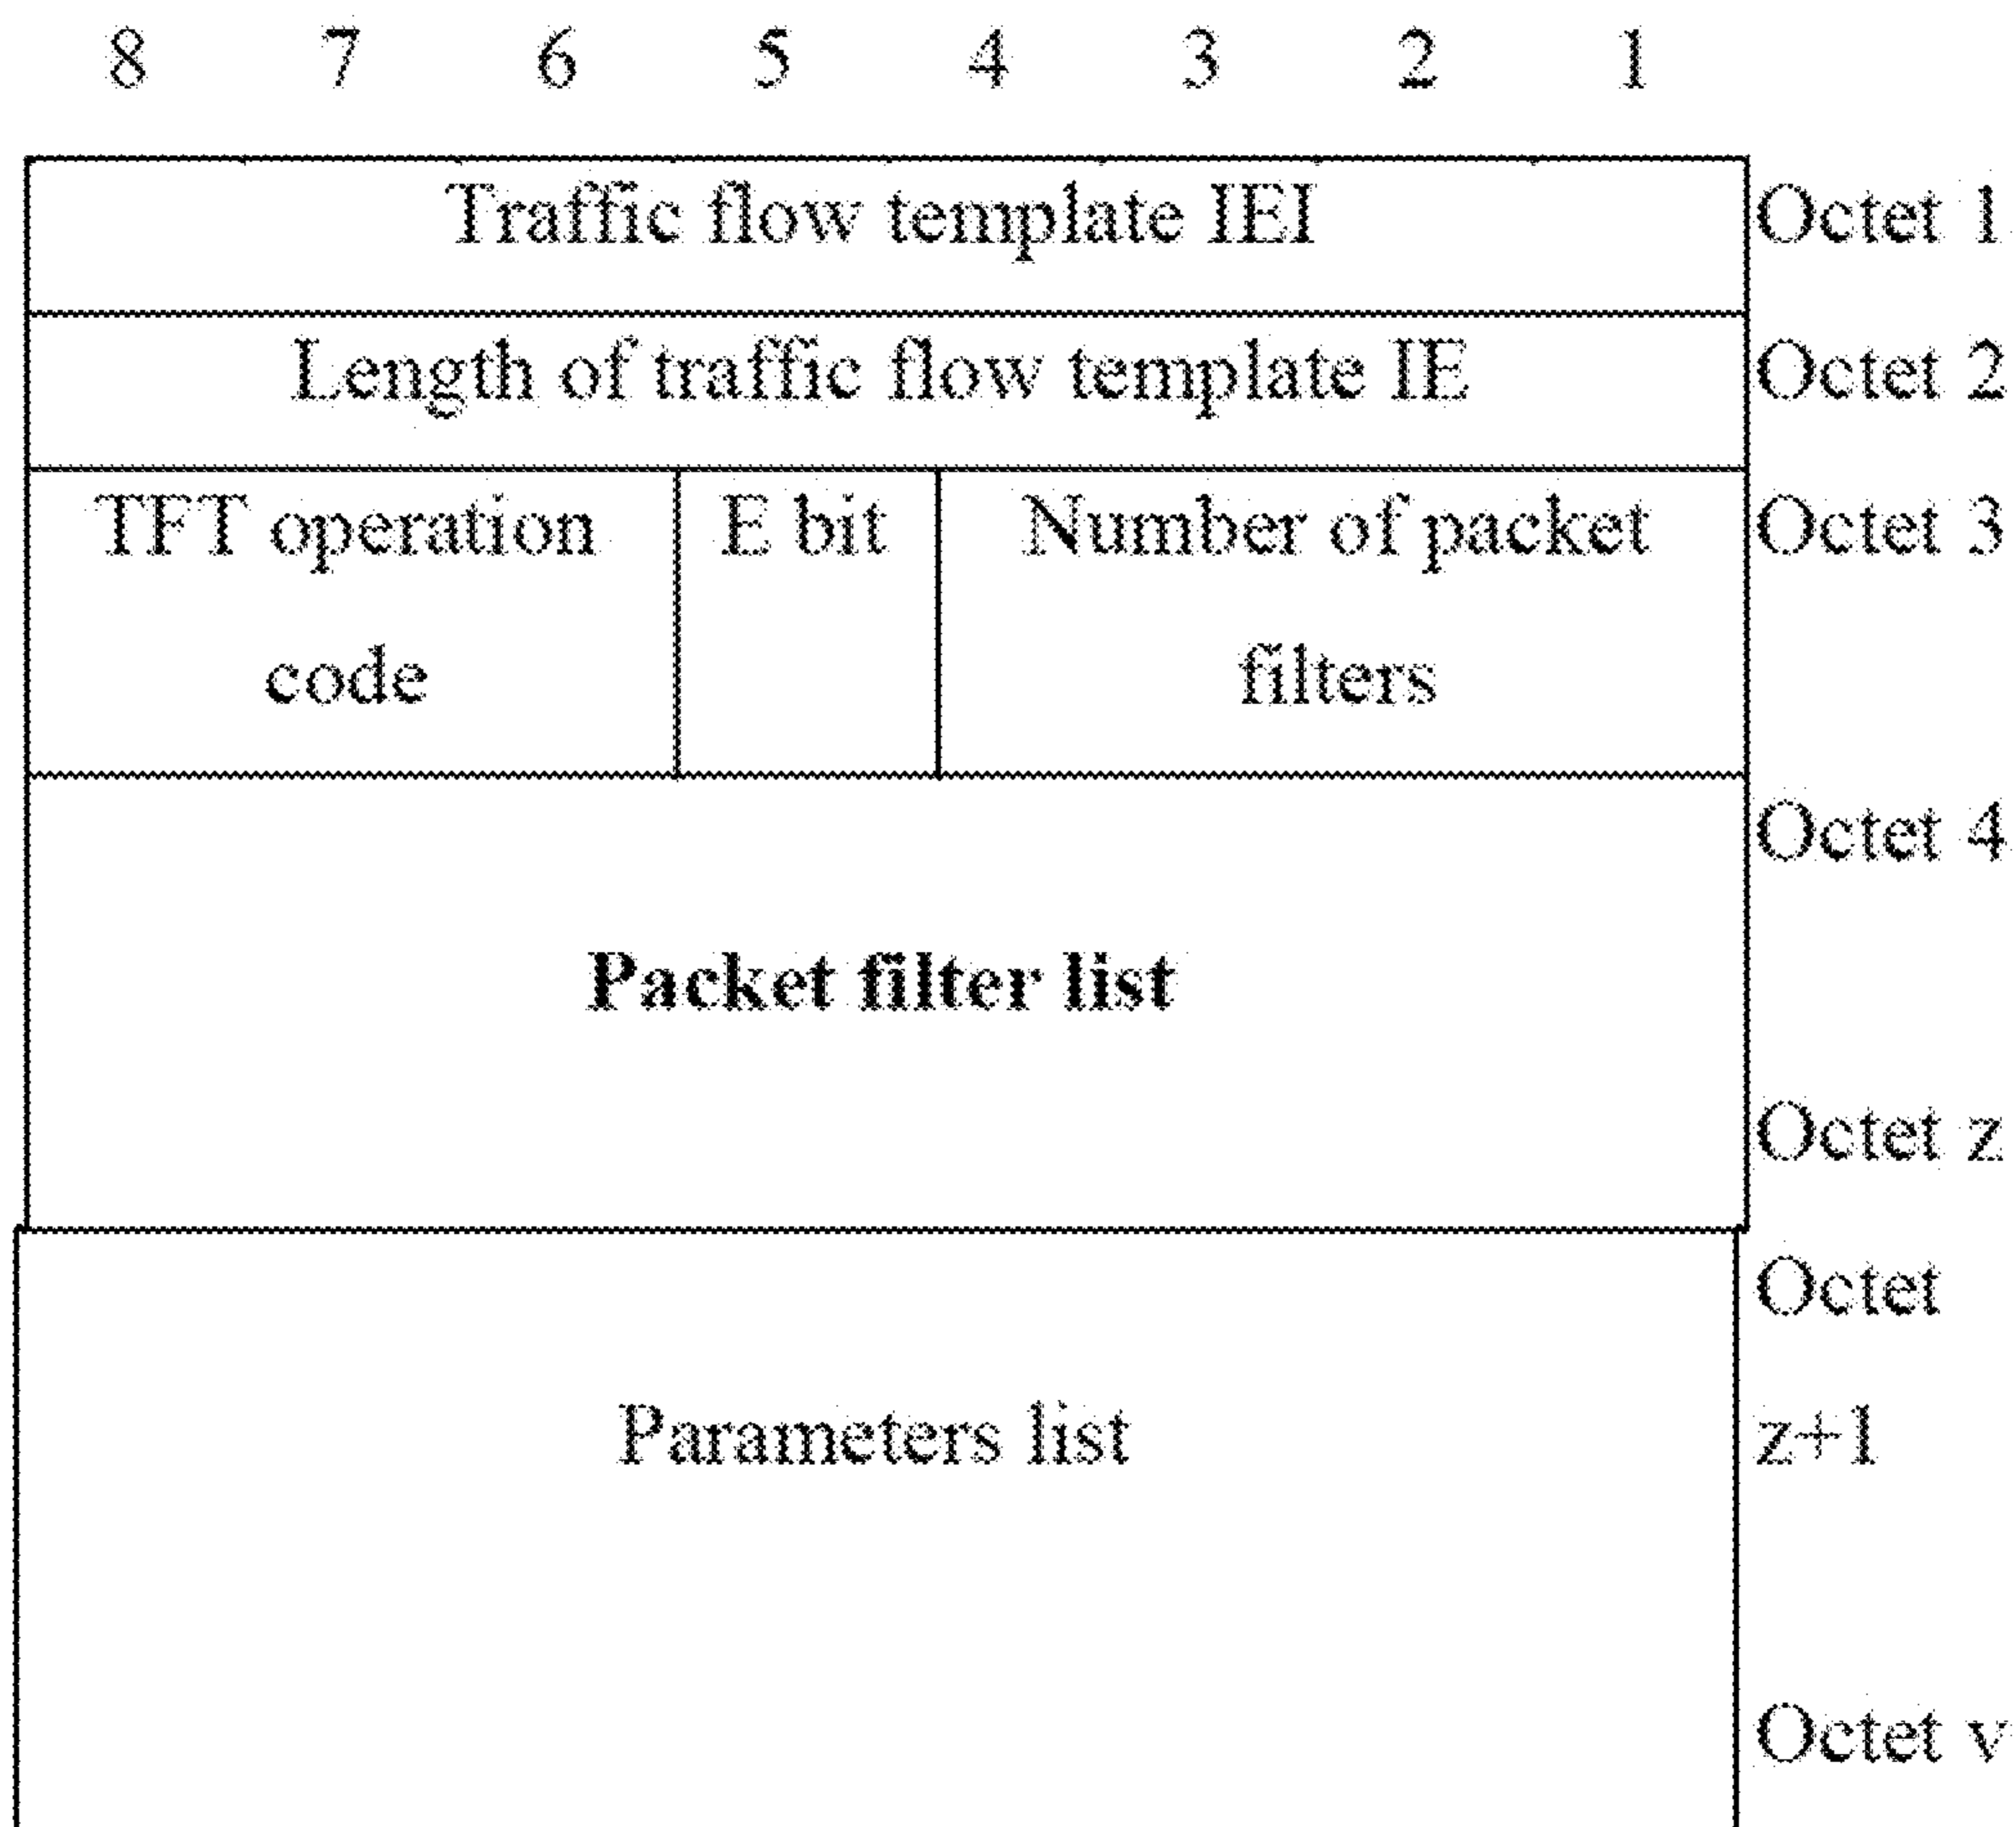 8 7 6 5 4 3 2 1
Traffic flow template IEI Octet 1
Length of traffic flow template IE Octet 2
TFT operation E bit Number of packet Octet 3
code filters
Octet 4
Packet filter list
Octet z
Octet
Parameters list z+1
Octet v